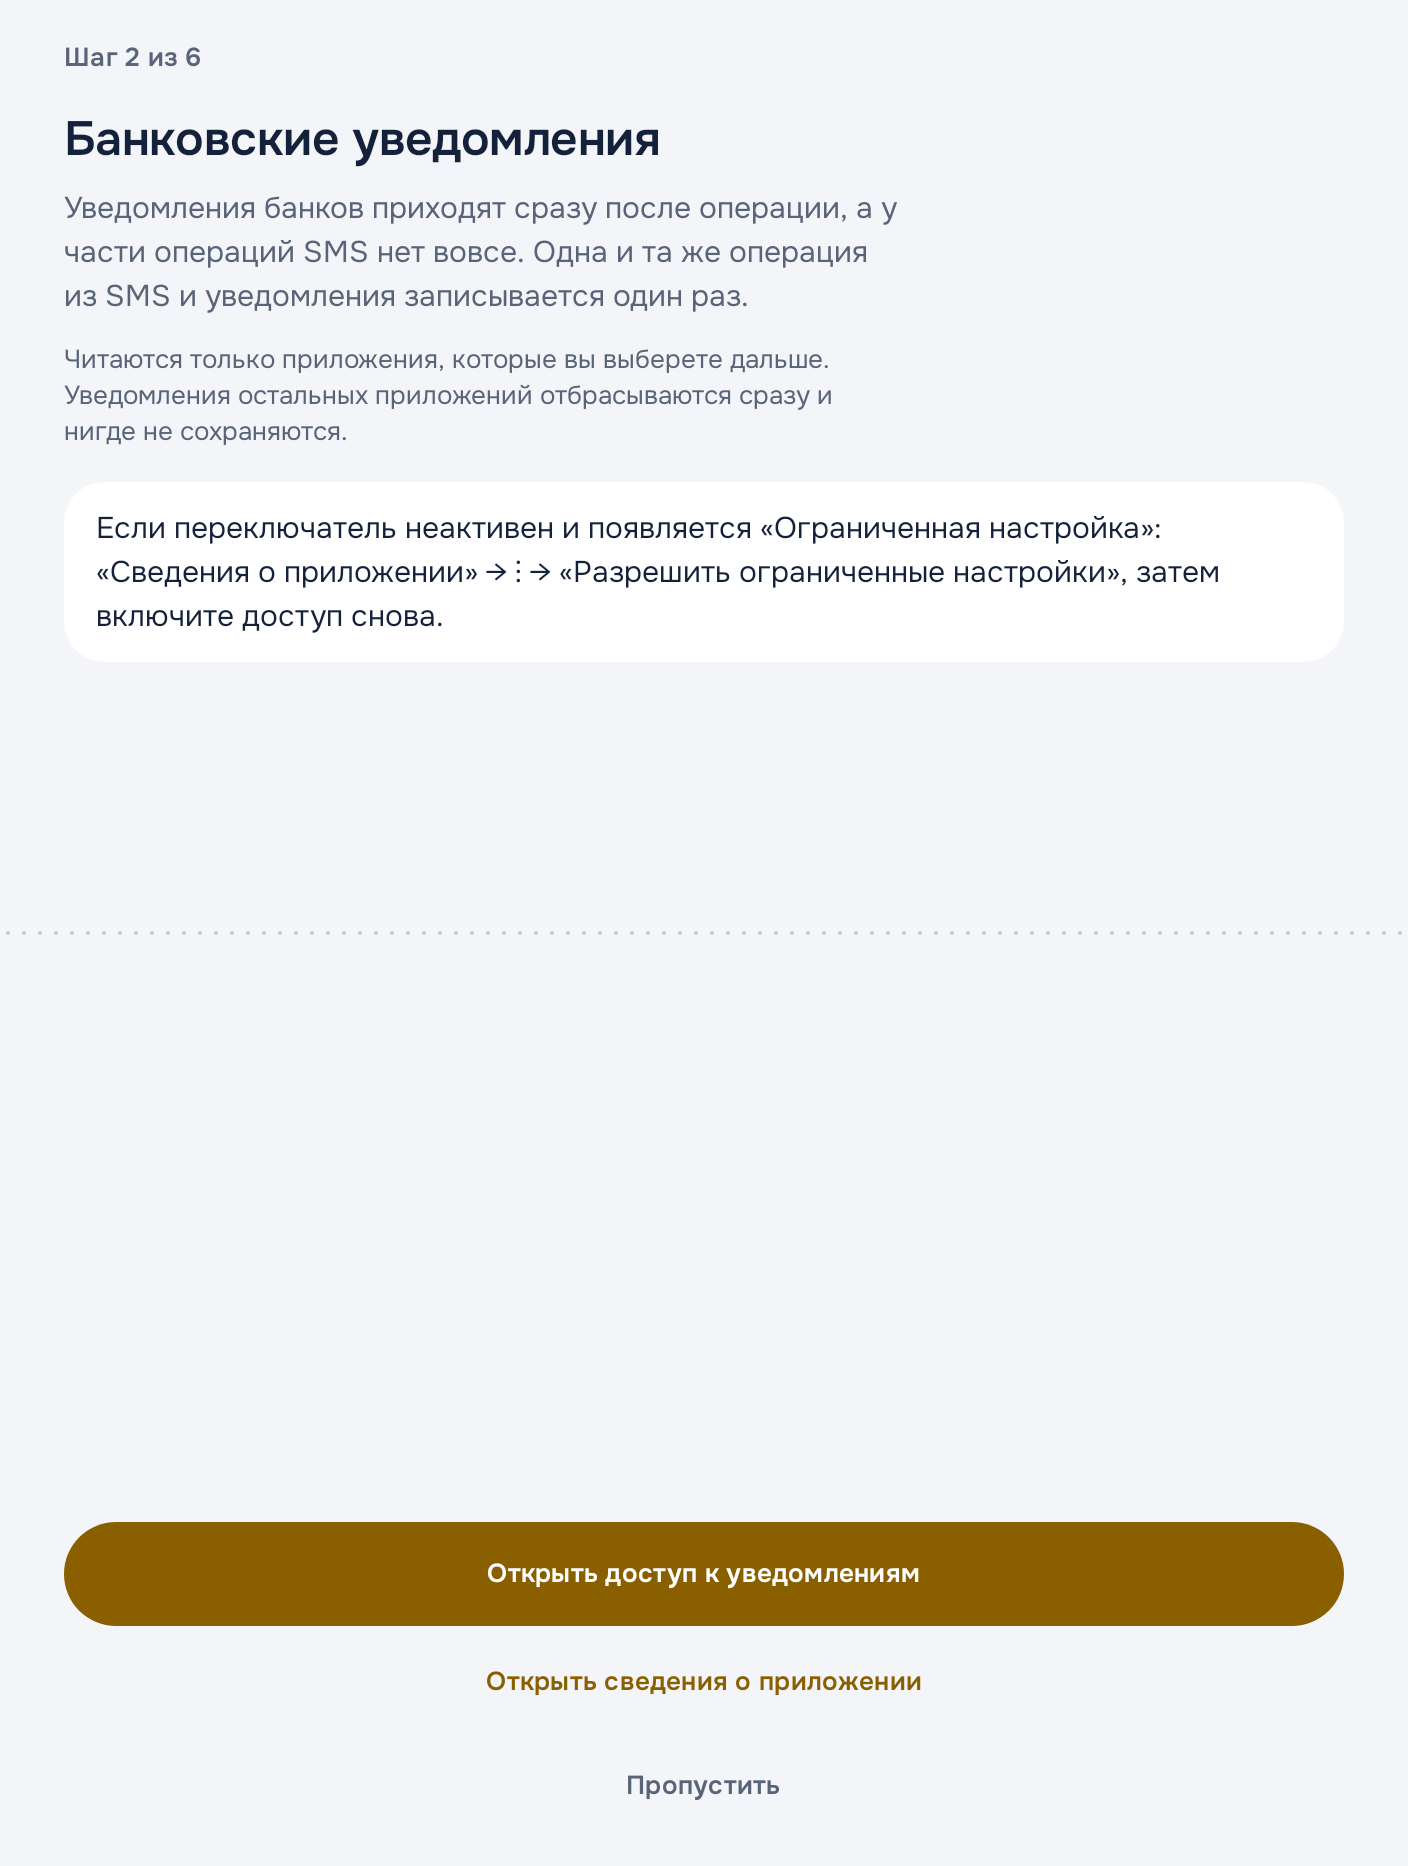 Шаг 2 из 6
Банковские уведомления
Уведомления банков приходят сразу после операции, а у
части операций SMS нет вовсе. Одна и та же операция
из SMS и уведомления записывается один раз.
Читаются только приложения, которые вы выберете дальше.
Уведомления остальных приложений отбрасываются сразу и
нигде не сохраняются.
Если переключатель неактивен и появляется «Ограниченная настройка»:
«Сведения о приложении» → ⋮ → «Разрешить ограниченные настройки», затем
включите доступ снова.
Открыть доступ к уведомлениям
Открыть сведения о приложении
Пропустить